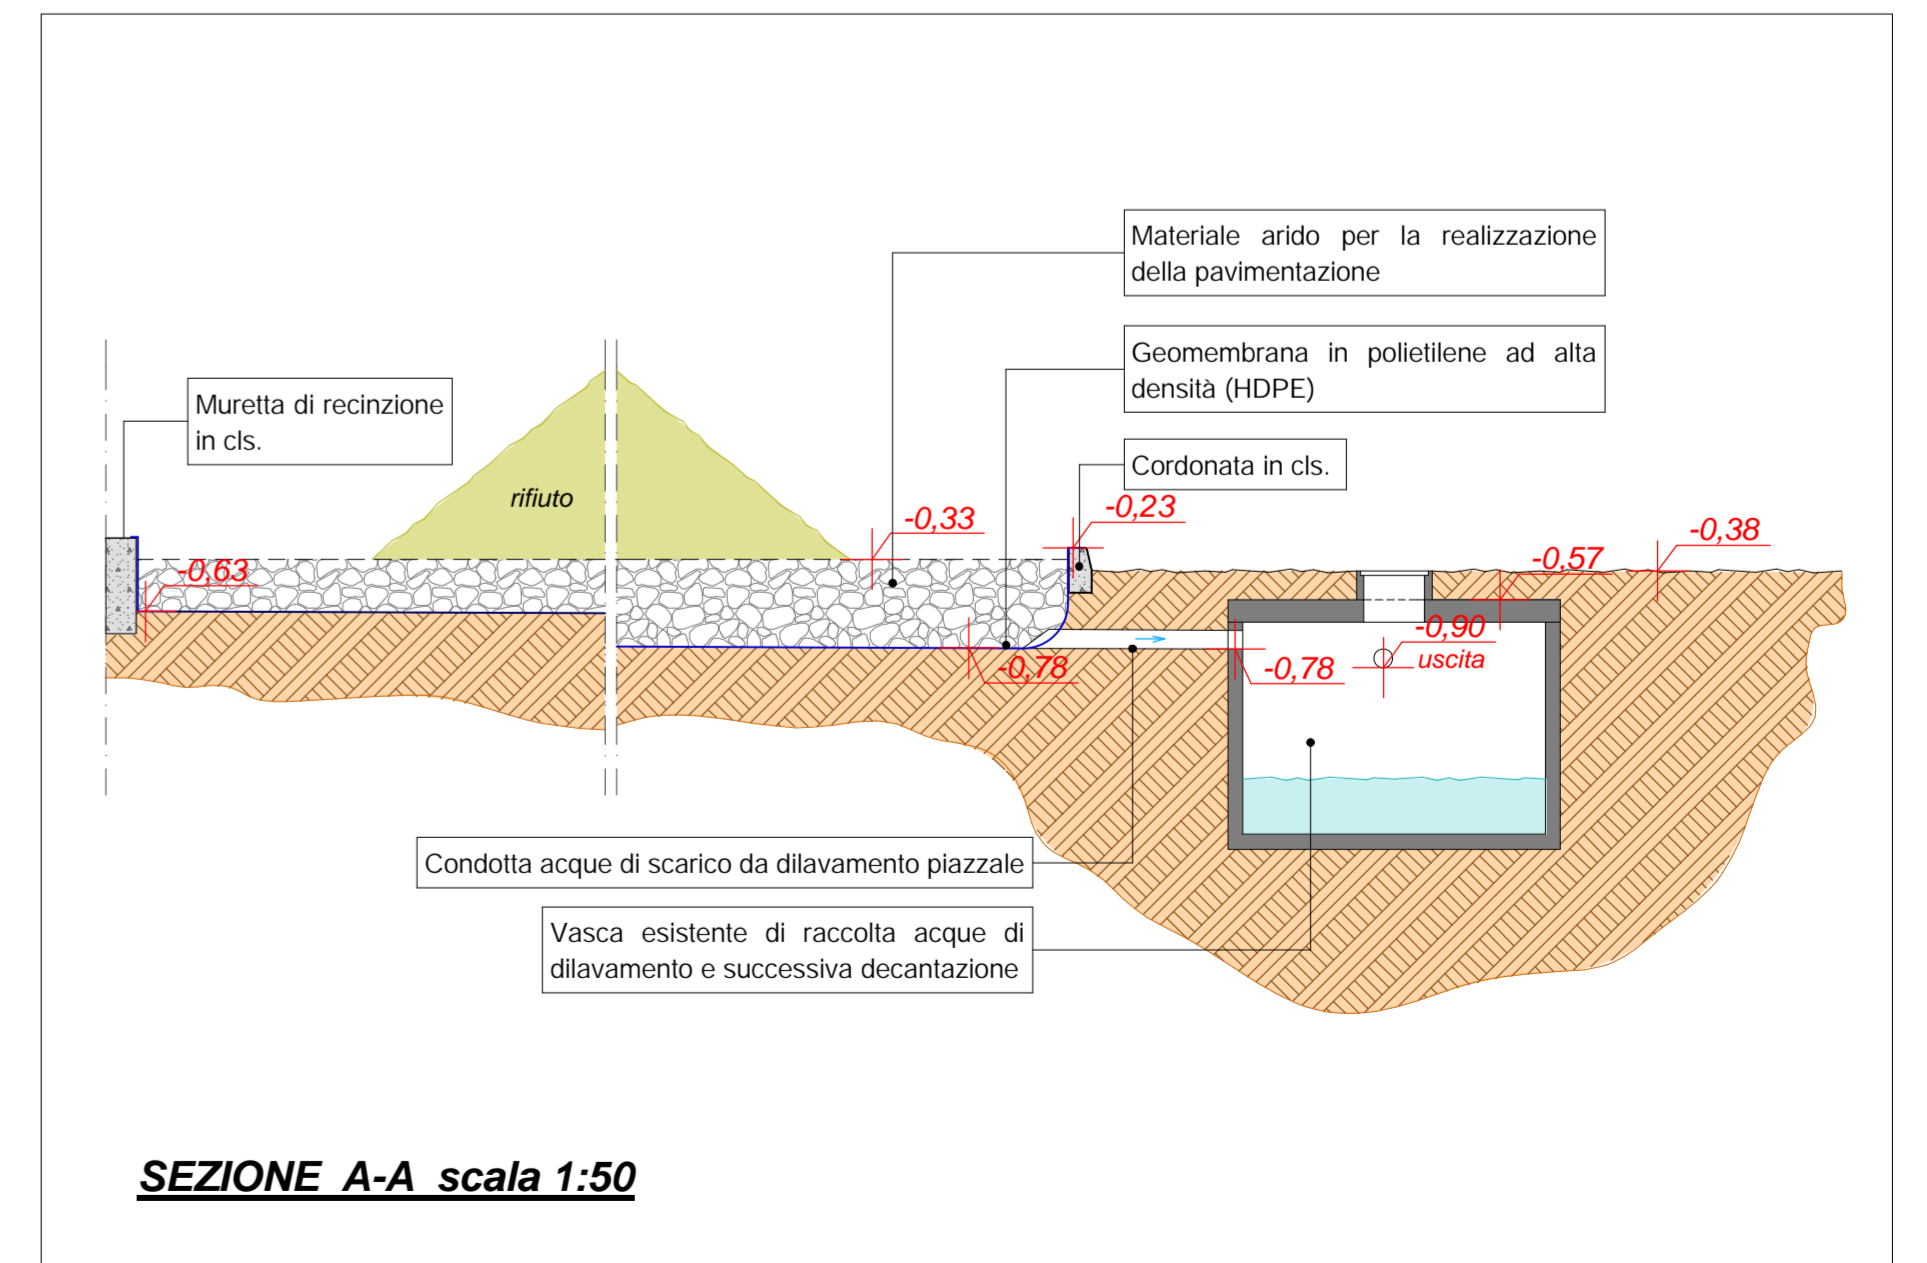 Materiale arido per la realizzazione
della pavimentazione
Geomembrana in polietilene ad alta
densità (HDPE)
Muretta di recinzione
in cls.
Cordonata in cls.
rifiuto
-0,33
-0,23
-0,38
-0,57
-0,63
-0,90
uscita
-0,78
-0,78
Condotta acque di scarico da dilavamento piazzale
Vasca esistente di raccolta acque di
dilavamento e successiva decantazione
SEZIONE A-A scala 1:50